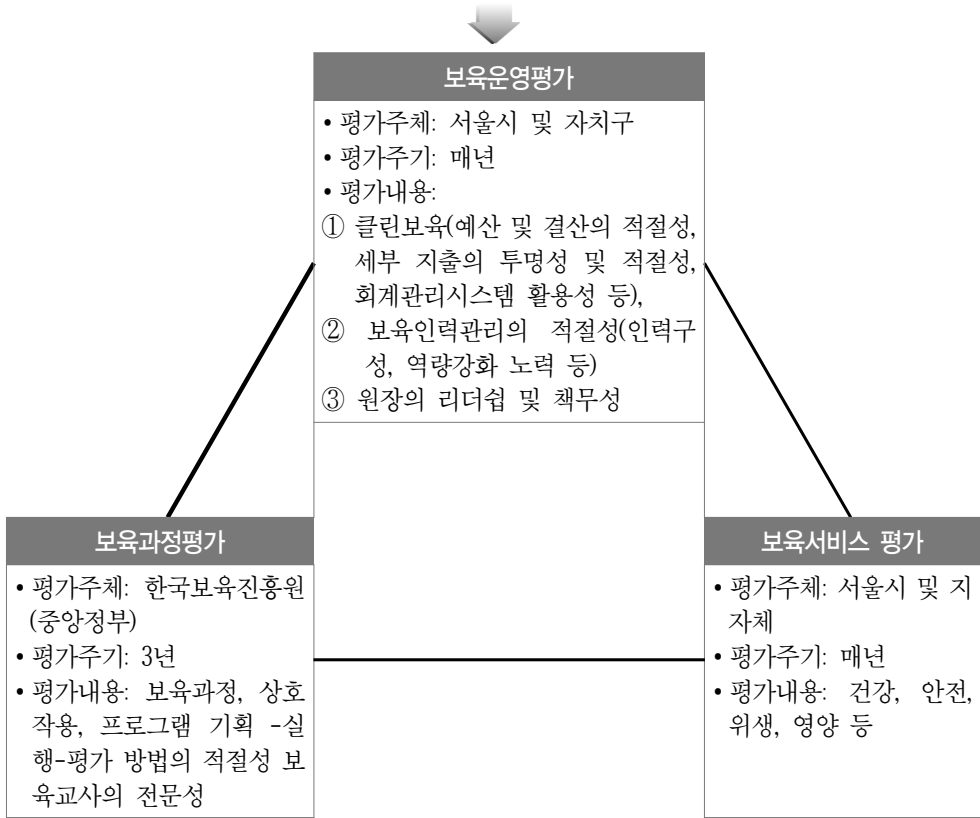 보육운영평가
• 평가주체: 서울시 및 자치구
• 평가주기: 매년
• 평가내용:
① 클린보육(예산 및 결산의 적절성,
세부 지출의 투명성 및 적절성,
회계관리시스템 활용성 등),
② 보육인력관리의 적절성(인력구
성, 역량강화 노력 등)
③ 원장의 리더쉽 및 책무성
보육과정평가
• 평가주체: 한국보육진흥원
(중앙정부)
• 평가주기: 3년
• 평가내용: 보육과정, 상호
작용, 프로그램 기획 -실
행-평가 방법의 적절성 보
육교사의 전문성
보육서비스 평가
• 평가주체: 서울시 및 지
자체
• 평가주기: 매년
• 평가내용: 건강, 안전,
위생, 영양 등